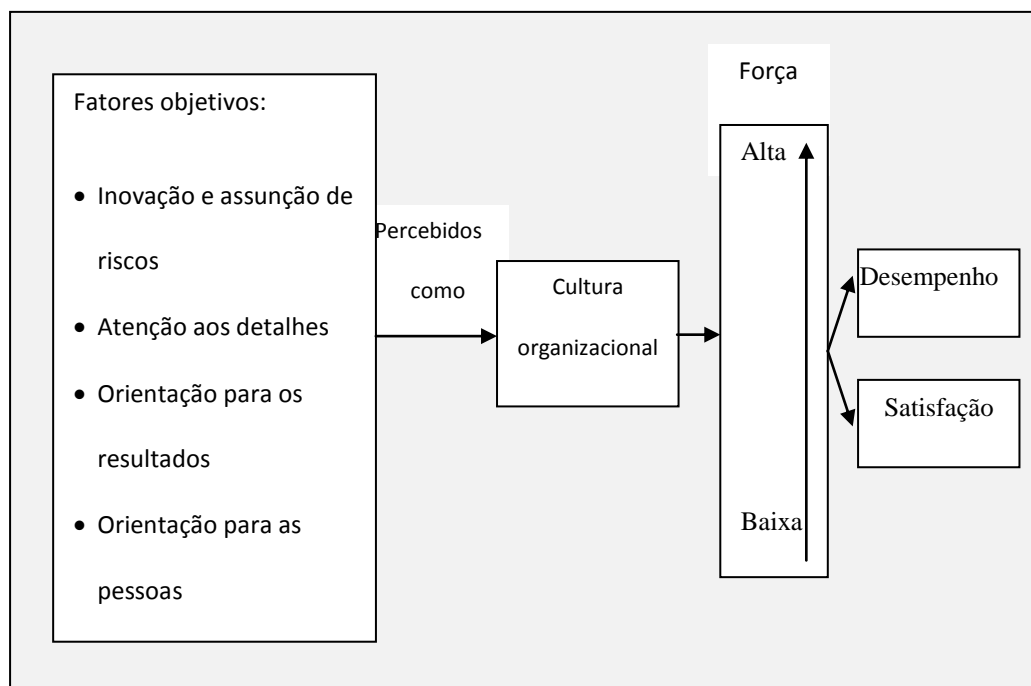 Fatores objetivos:
• Inovação e assunção de
riscos
• Atenção aos detalhes
• Orientação para os
resultados
• Orientação para as
pessoas
Percebidos
como
Cultura
organizacional
Força
Alta
Baixa
Desempenho
Satisfação